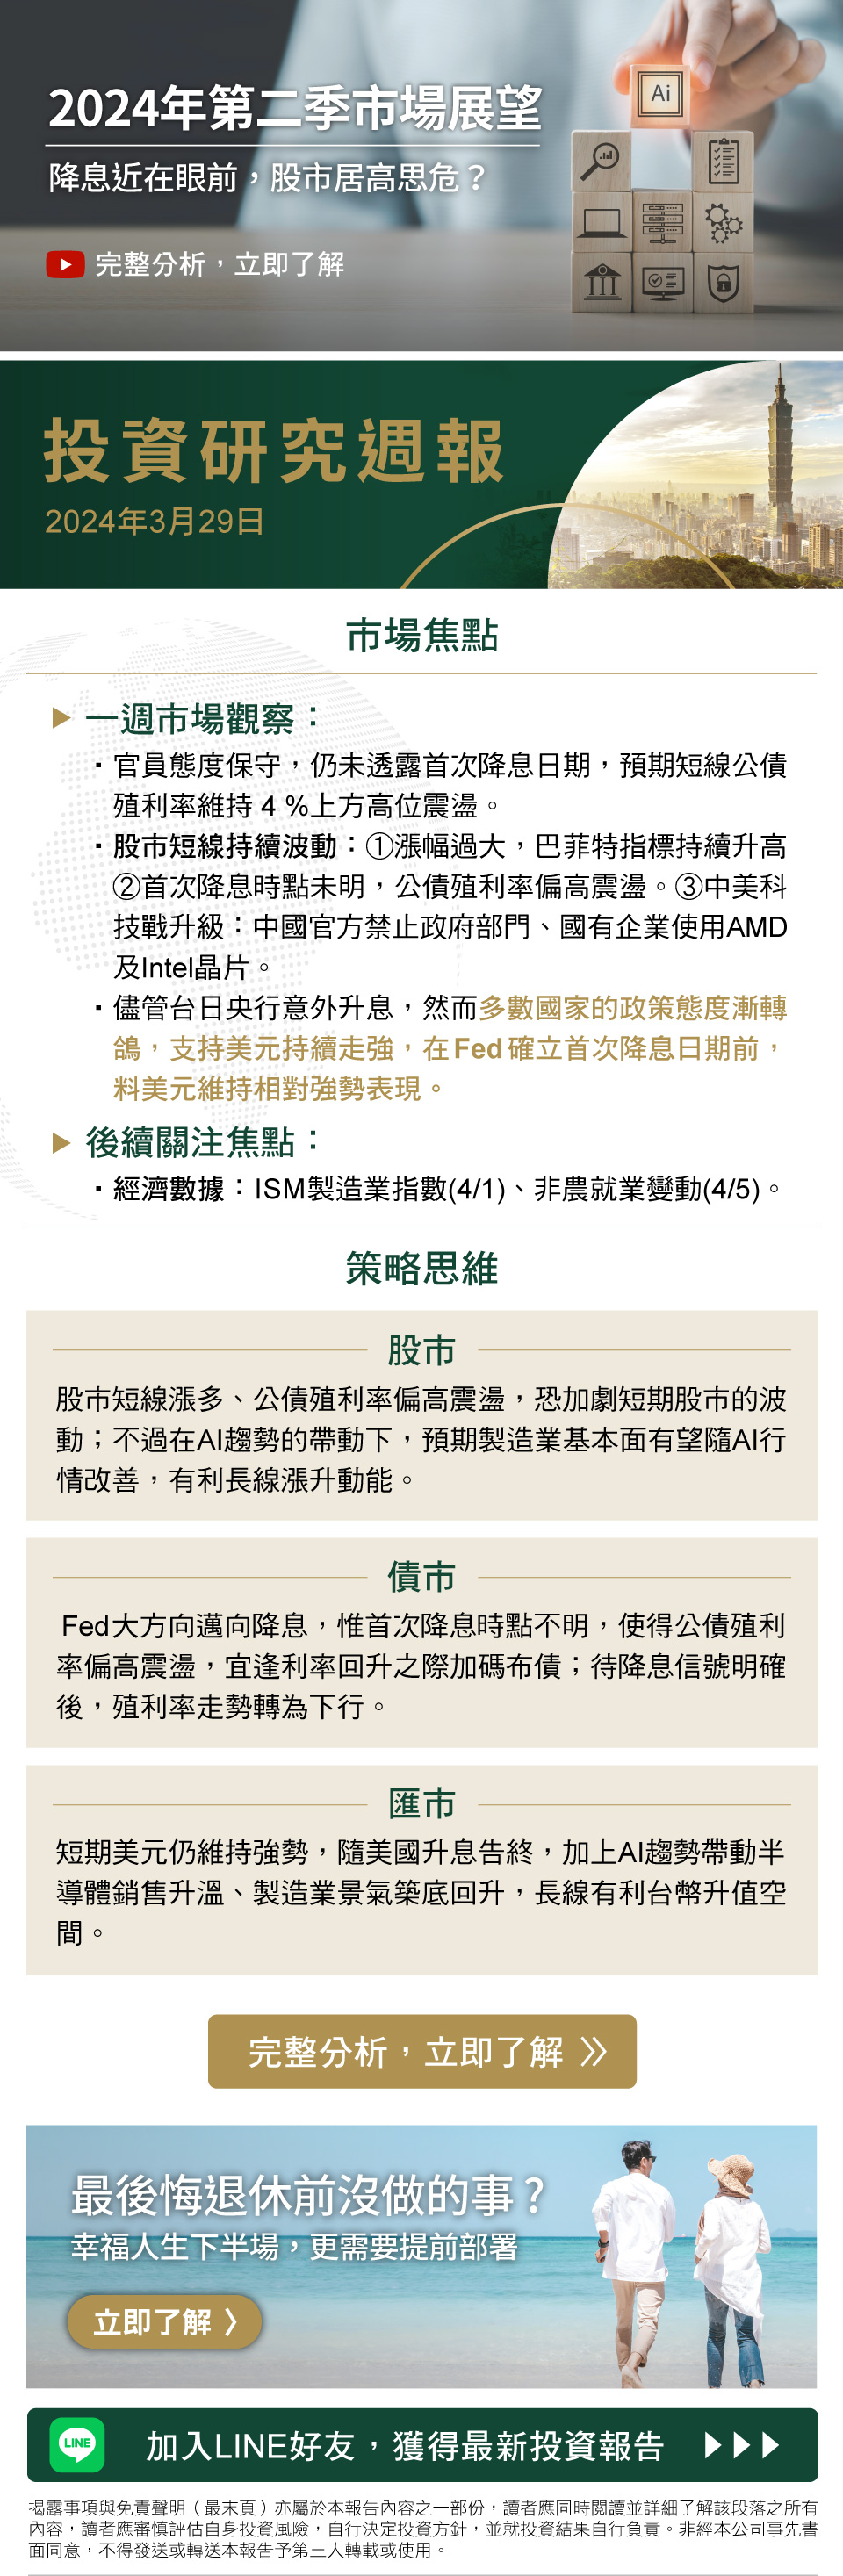 2024年第二季市場展望
降息近在眼前，股市居高思危？
完整分析，立即了解
Ai
投資研究週報
2024年3月29日
市場焦點
一週市場觀察：
・官員態度保守，仍未透露首次降息日期，預期短線公債
殖利率維持 4 %上方高位震盪。
・股市短線持續波動：①漲幅過大，巴菲特指標持續升高
②首次降息時點未明，公債殖利率偏高震盪。③中美科
技戰升級：中國官方禁止政府部門、國有企業使用AMD
及Intel晶片。
・儘管台日央行意外升息，然而多數國家的政策態度漸轉
鴿，支持美元持續走強，在Fed確立首次降息日期前，
料美元維持相對強勢表現。
後續關注焦點：
・經濟數據：ISM製造業指數(4/1)、非農就業變動(4/5)。
策略思維
股市
股市短線漲多、公債殖利率偏高震盪，恐加劇短期股市的波
動；不過在AI趨勢的帶動下，預期製造業基本面有望隨AI行
情改善，有利長線漲升動能。
債市
Fed大方向邁向降息，惟首次降息時點不明，使得公債殖利
率偏高震盪，宜逢利率回升之際加碼布債；待降息信號明確
後，殖利率走勢轉為下行。
匯市
短期美元仍維持強勢，隨美國升息告終，加上AI趨勢帶動半
導體銷售升溫、製造業景氣築底回升，長線有利台幣升值空
間。
完整分析，立即了解
最後悔退休前沒做的事？
幸福人生下半場，更需要提前部署
立即了解
LINE
加入LINE好友，獲得最新投資報告
揭露事項與免責聲明（最末頁）亦屬於本報告內容之一部份，讀者應同時閱讀並詳細了解該段落之所有
內容，讀者應審慎評估自身投資風險，自行決定投資方針，並就投資結果自行負責。非經本公司事先書
面同意，不得發送或轉送本報告予第三人轉載或使用。